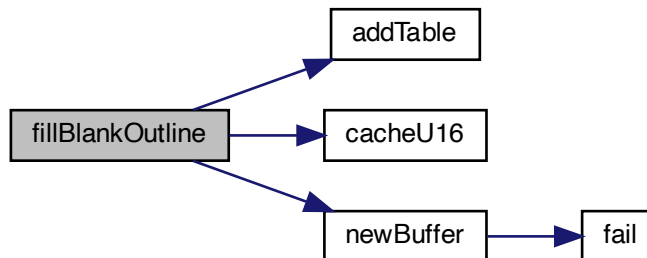 addTable
fillBlankOutline
cacheU16
newBuffer
fail